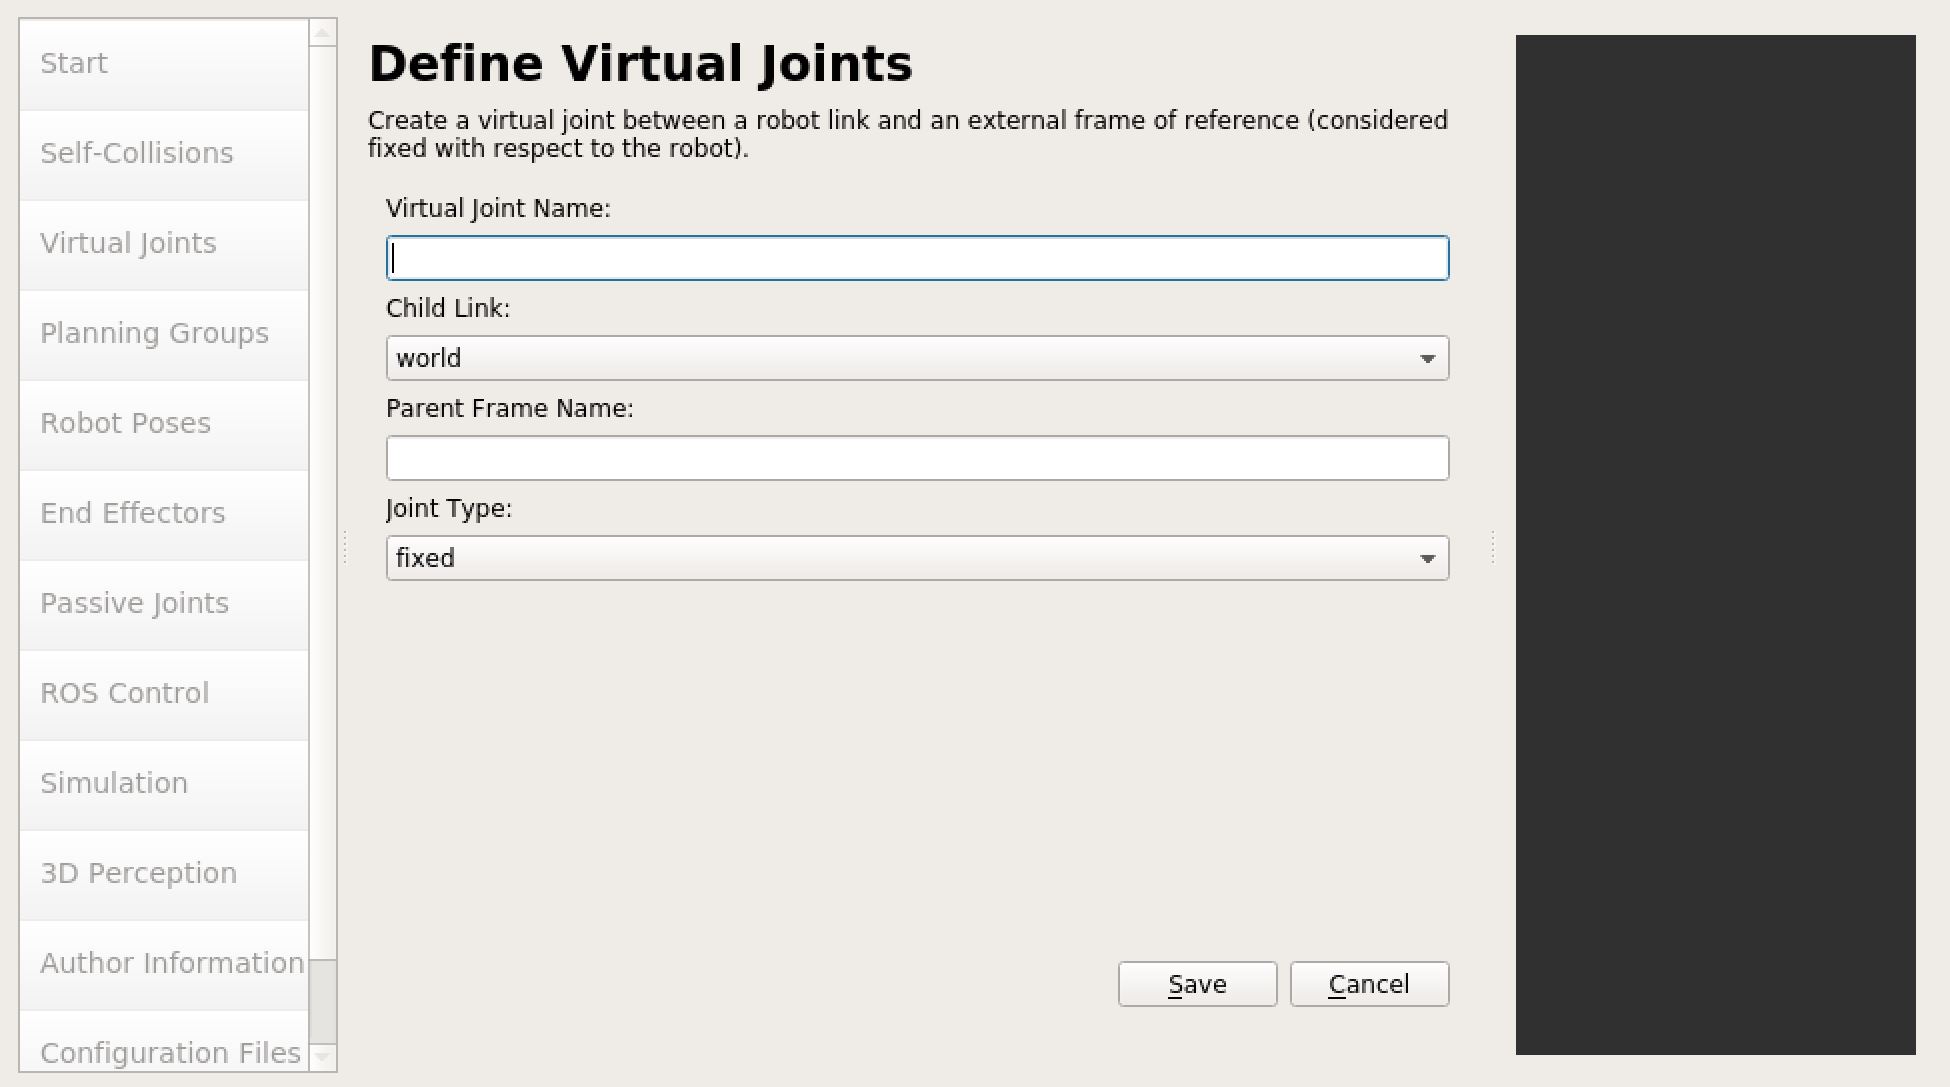 Start
Self-Collisions
Virtual Joints
Planning Groups
Robot Poses
End Effectors
Passive Joints
ROS Control
Simulation
3D Perception
Author Information
Configuration Files
Define Virtual Joints
Create a virtual joint between a robot link and an external frame of reference (considered
fixed with respect to the robot).
Virtual Joint Name:
Child Link:
world
Parent Frame Name:
Joint Type:
fixed
Save
Cancel